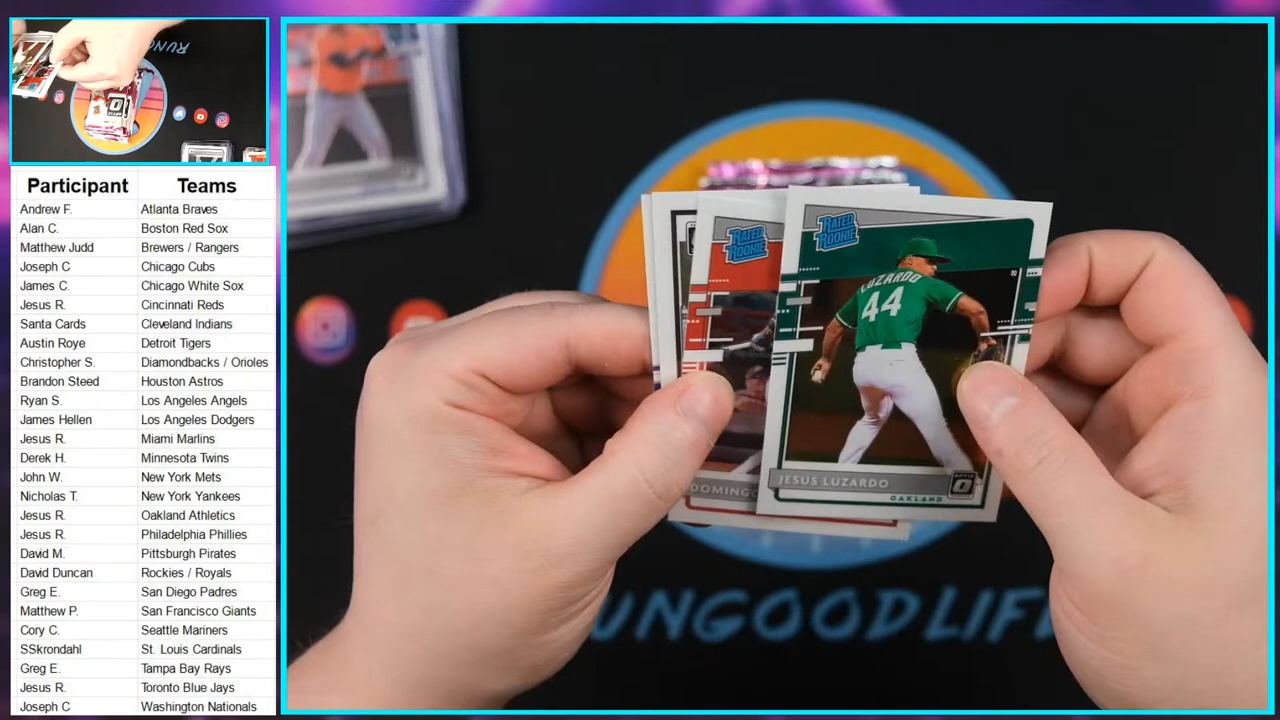 Participant Teams
Andrew F. Atlanta Braves
Alan C. Boston Red Sox
Matthew Judd Brewers / Rangers
Joseph C Chicago Cubs
James C. Chicago White Sox
Jesus R. Cincinnati Reds
Santa Cards Cleveland Indians
Austin Roye Detroit Tigers
Christopher S. Diamondbacks / Orioles
Brandon Steed Houston Astros
Ryan S. Los Angeles Angels
James Hellen Los Angeles Dodgers
Jesus R. Miami Marlins
Derek H. Minnesota Twins
John W. New York Mets
Nicholas T. New York Yankees
Jesus R. Oakland Athletics
Jesus R. Philadelphia Phillies
David M. Pittsburgh Pirates
David Duncan Rockies / Royals
Greg E. San Diego Padres
Matthew P. San Francisco Giants
Cory C. Seattle Mariners
SSkrondahl St. Louis Cardinals
Greg E. Tampa Bay Rays
Jesus R. Toronto Blue Jays
Joseph C Washington Nationals
RATED ROOKIE
RATED ROOKIE
LUZARDO
44
DOMINGO
JESUS LUZARDO
OPTIC
OAKLAND
UNGOODLIF